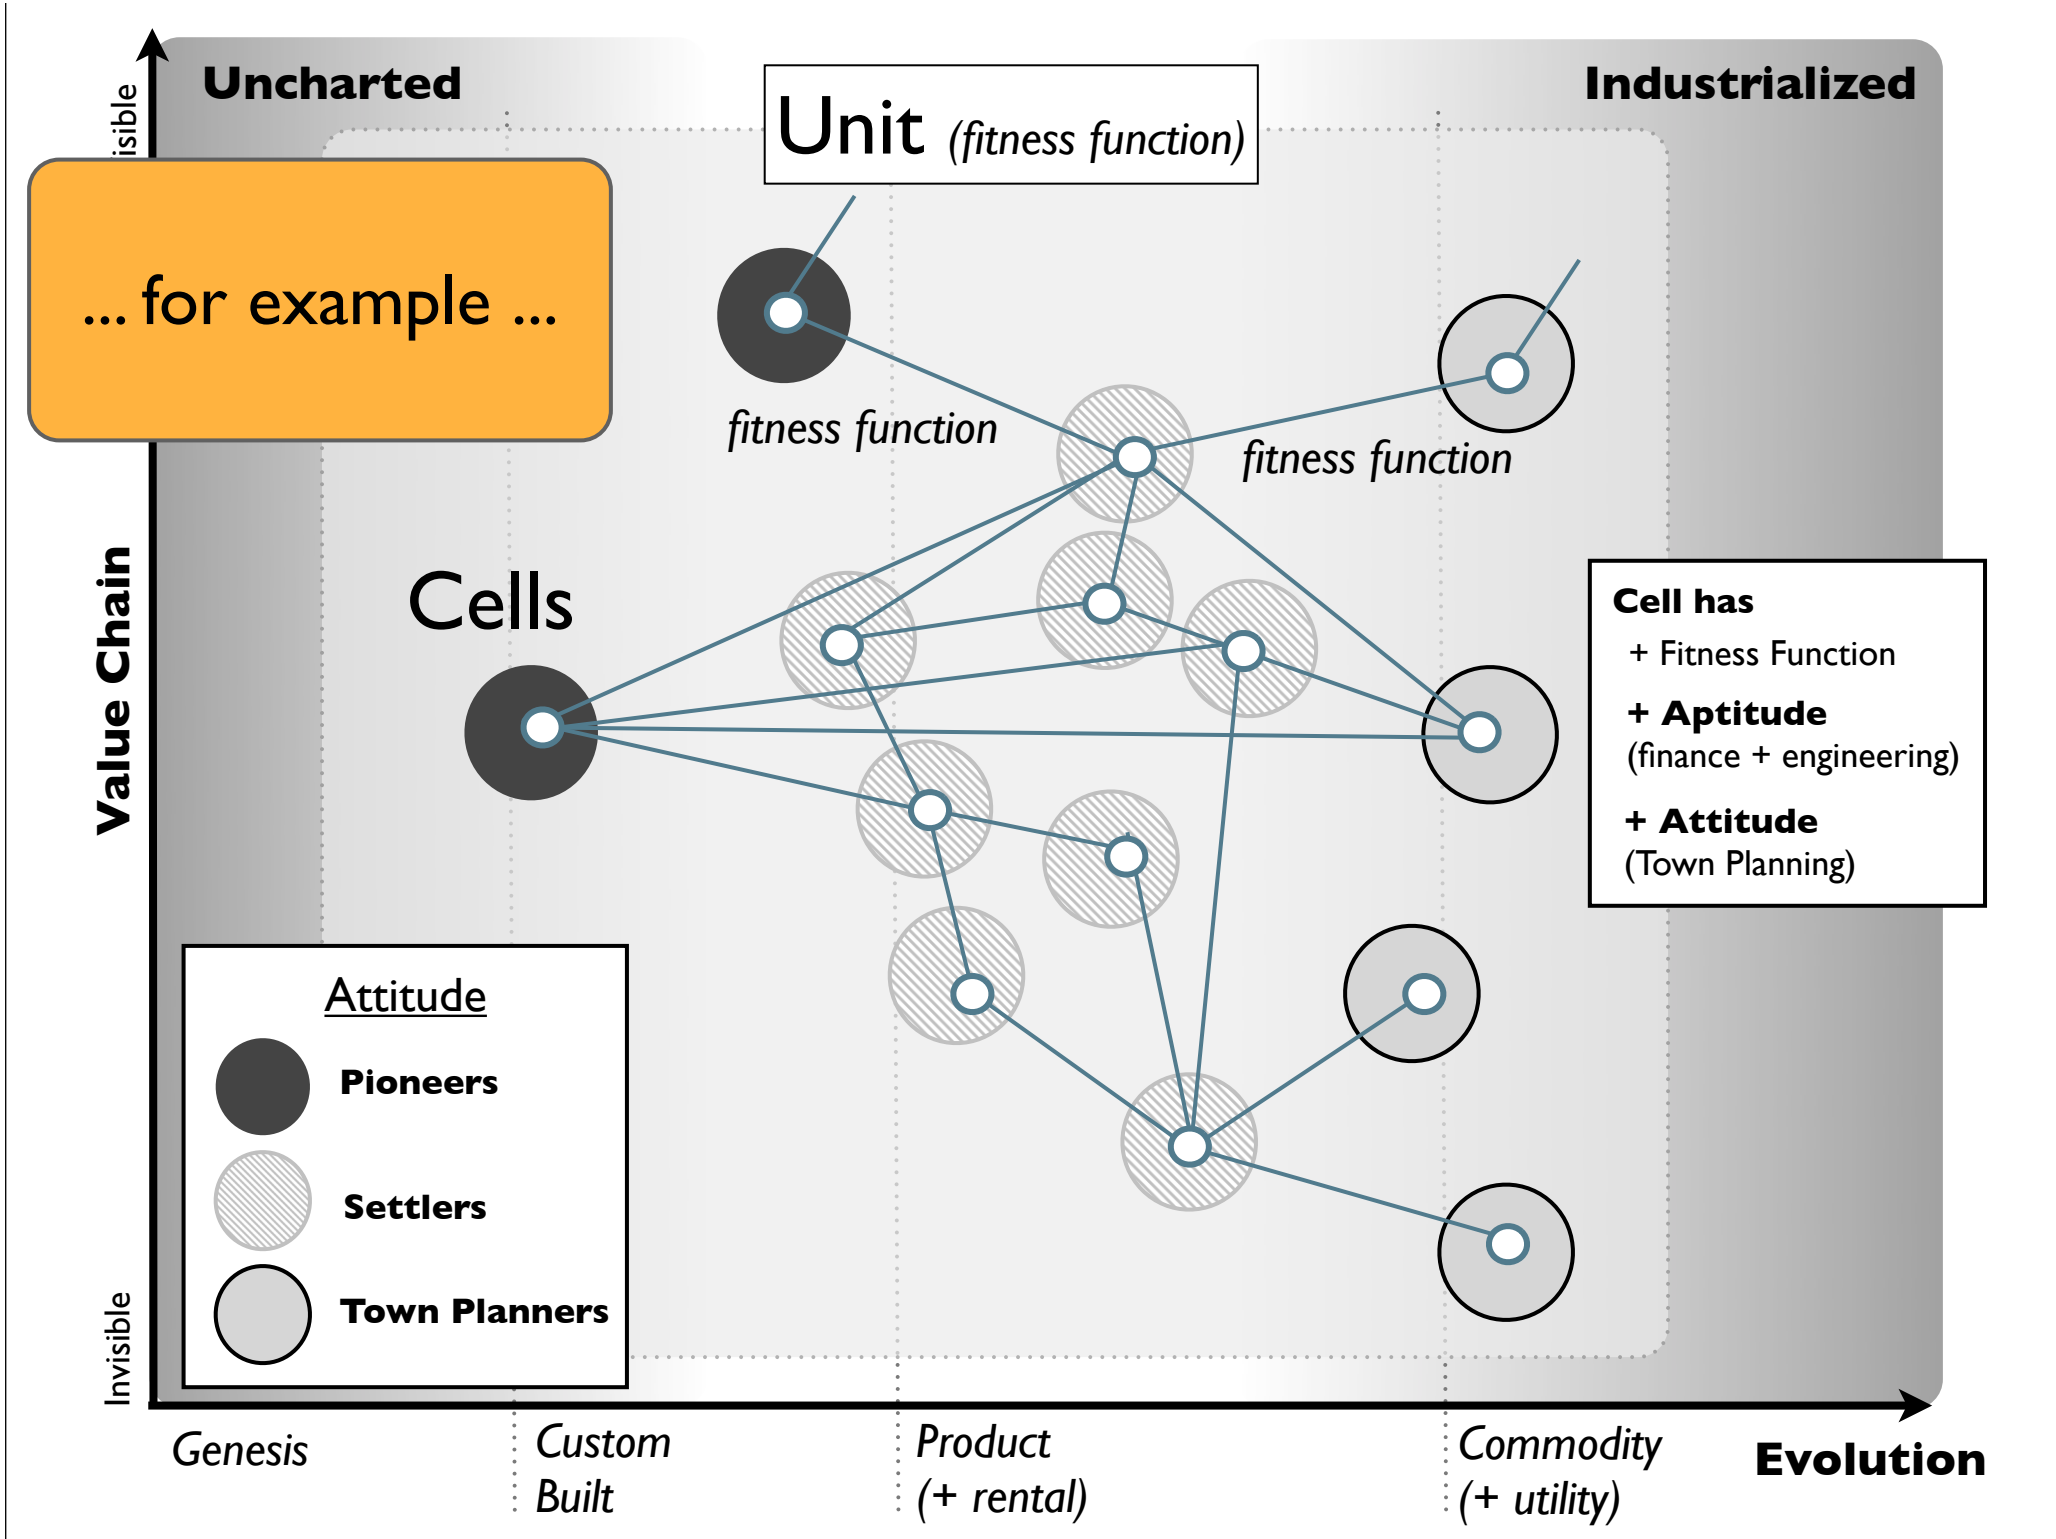 Uncharted
Industrialized
Unit (fitness function)
isible
... for example ...
fitness function
fitness function
Cells
Value Chain
Cell has
+ Fitness Function
+ Aptitude
(finance + engineering)
+ Attitude
(Town Planning)
Attitude
Pioneers
Settlers
Town Planners
Invisible
Genesis
Custom
Built
Product
(+ rental)
Commodity
(+ utility)
Evolution